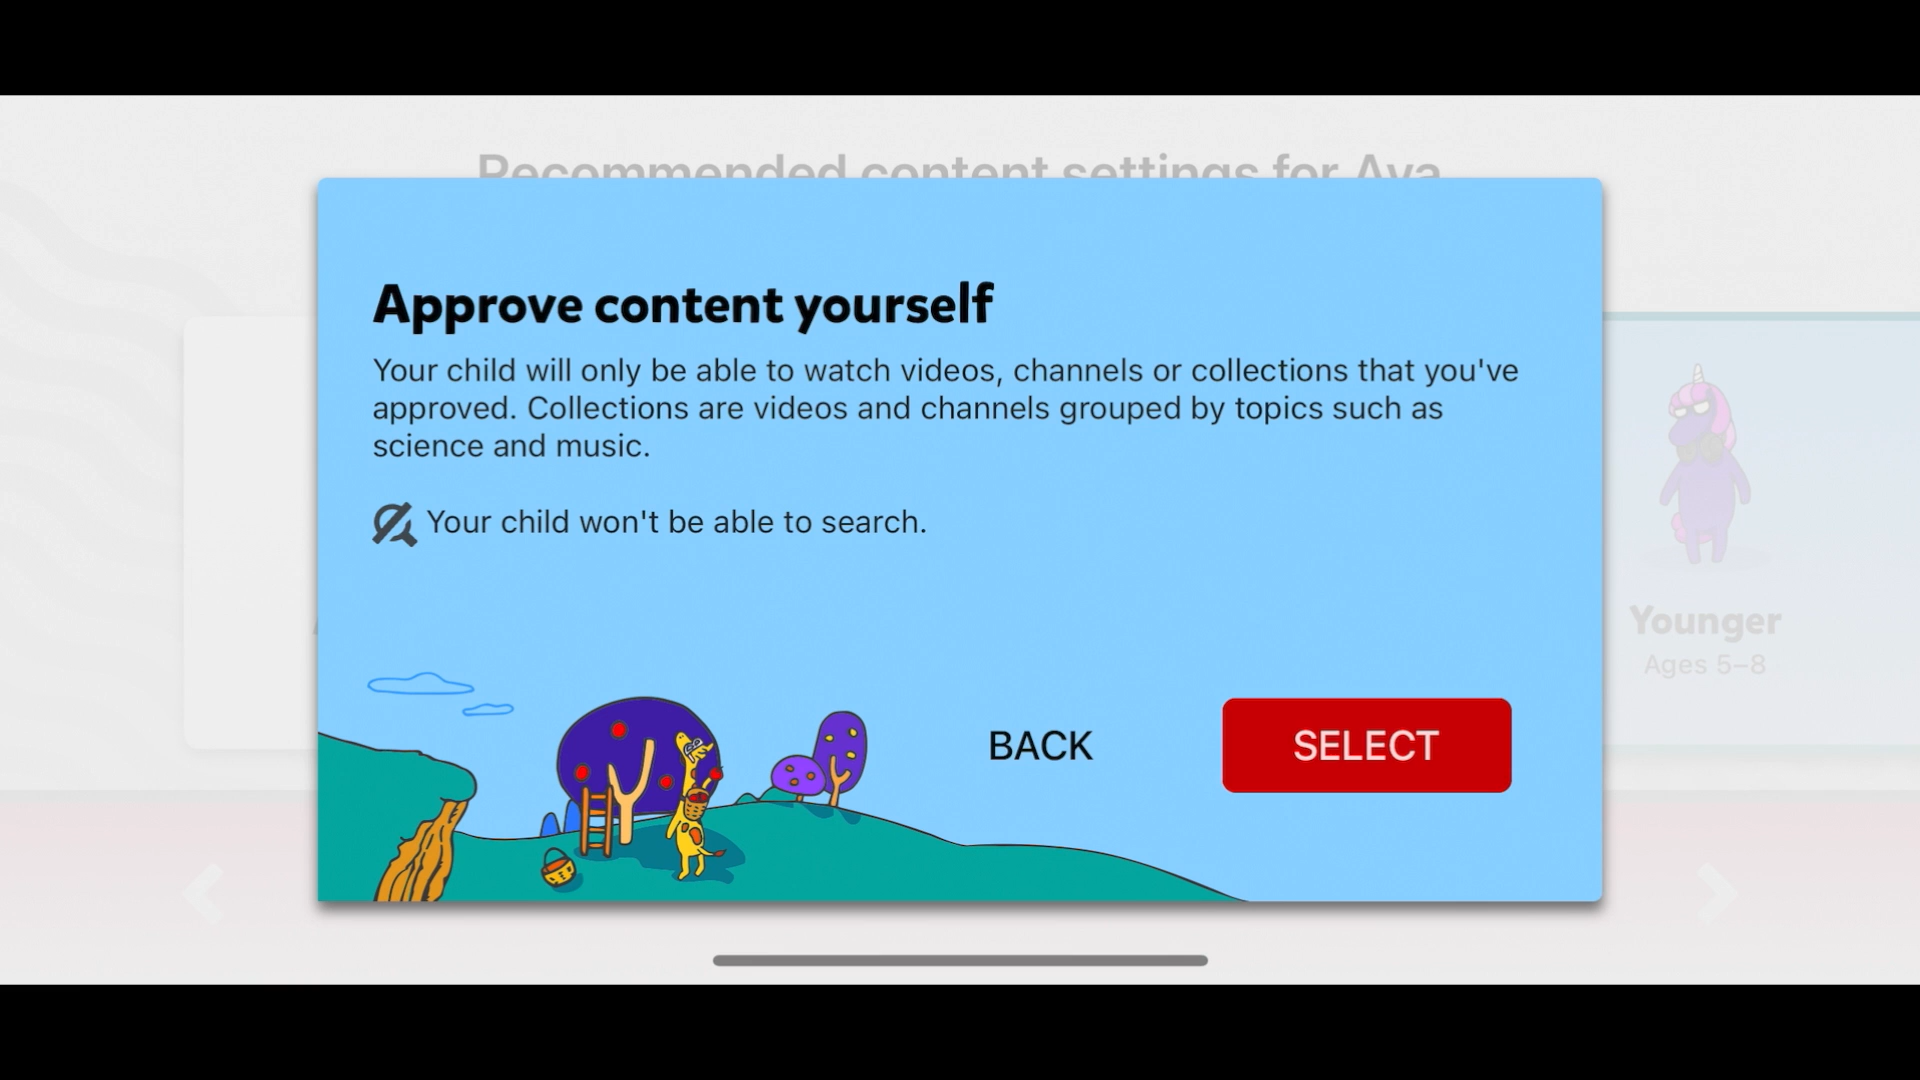 Recommended content settings for Ava
Approve content yourself
Your child will only be able to watch videos, channels or collections that you've
approved. Collections are videos and channels grouped by topics such as
science and music.
Your child won't be able to search.
Younger
Ages 5–8
BACK
SELECT